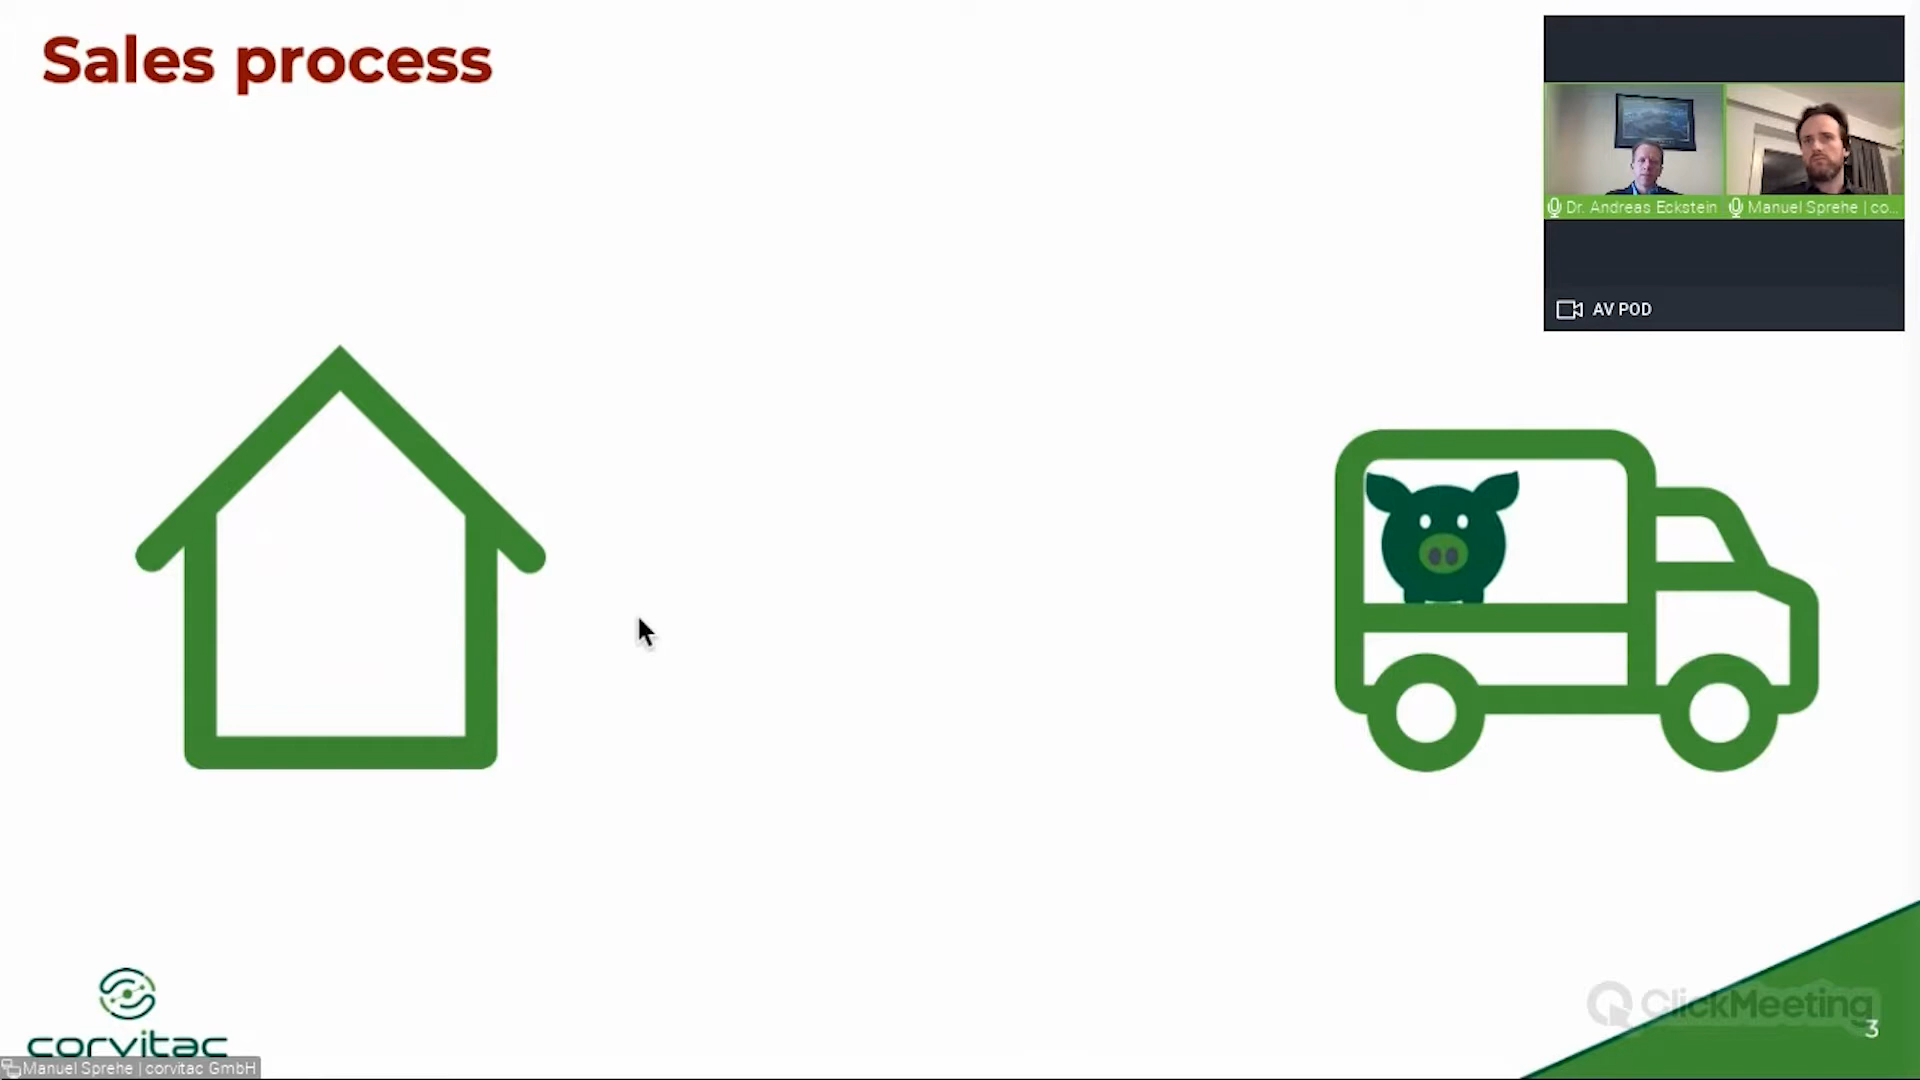 Sales process
Dr. Andreas Eckstein
Manuel Sprehe | co...
AV POD
corvitac
ClickMeeting
3
Manuel Sprehe | corvitac GmbH